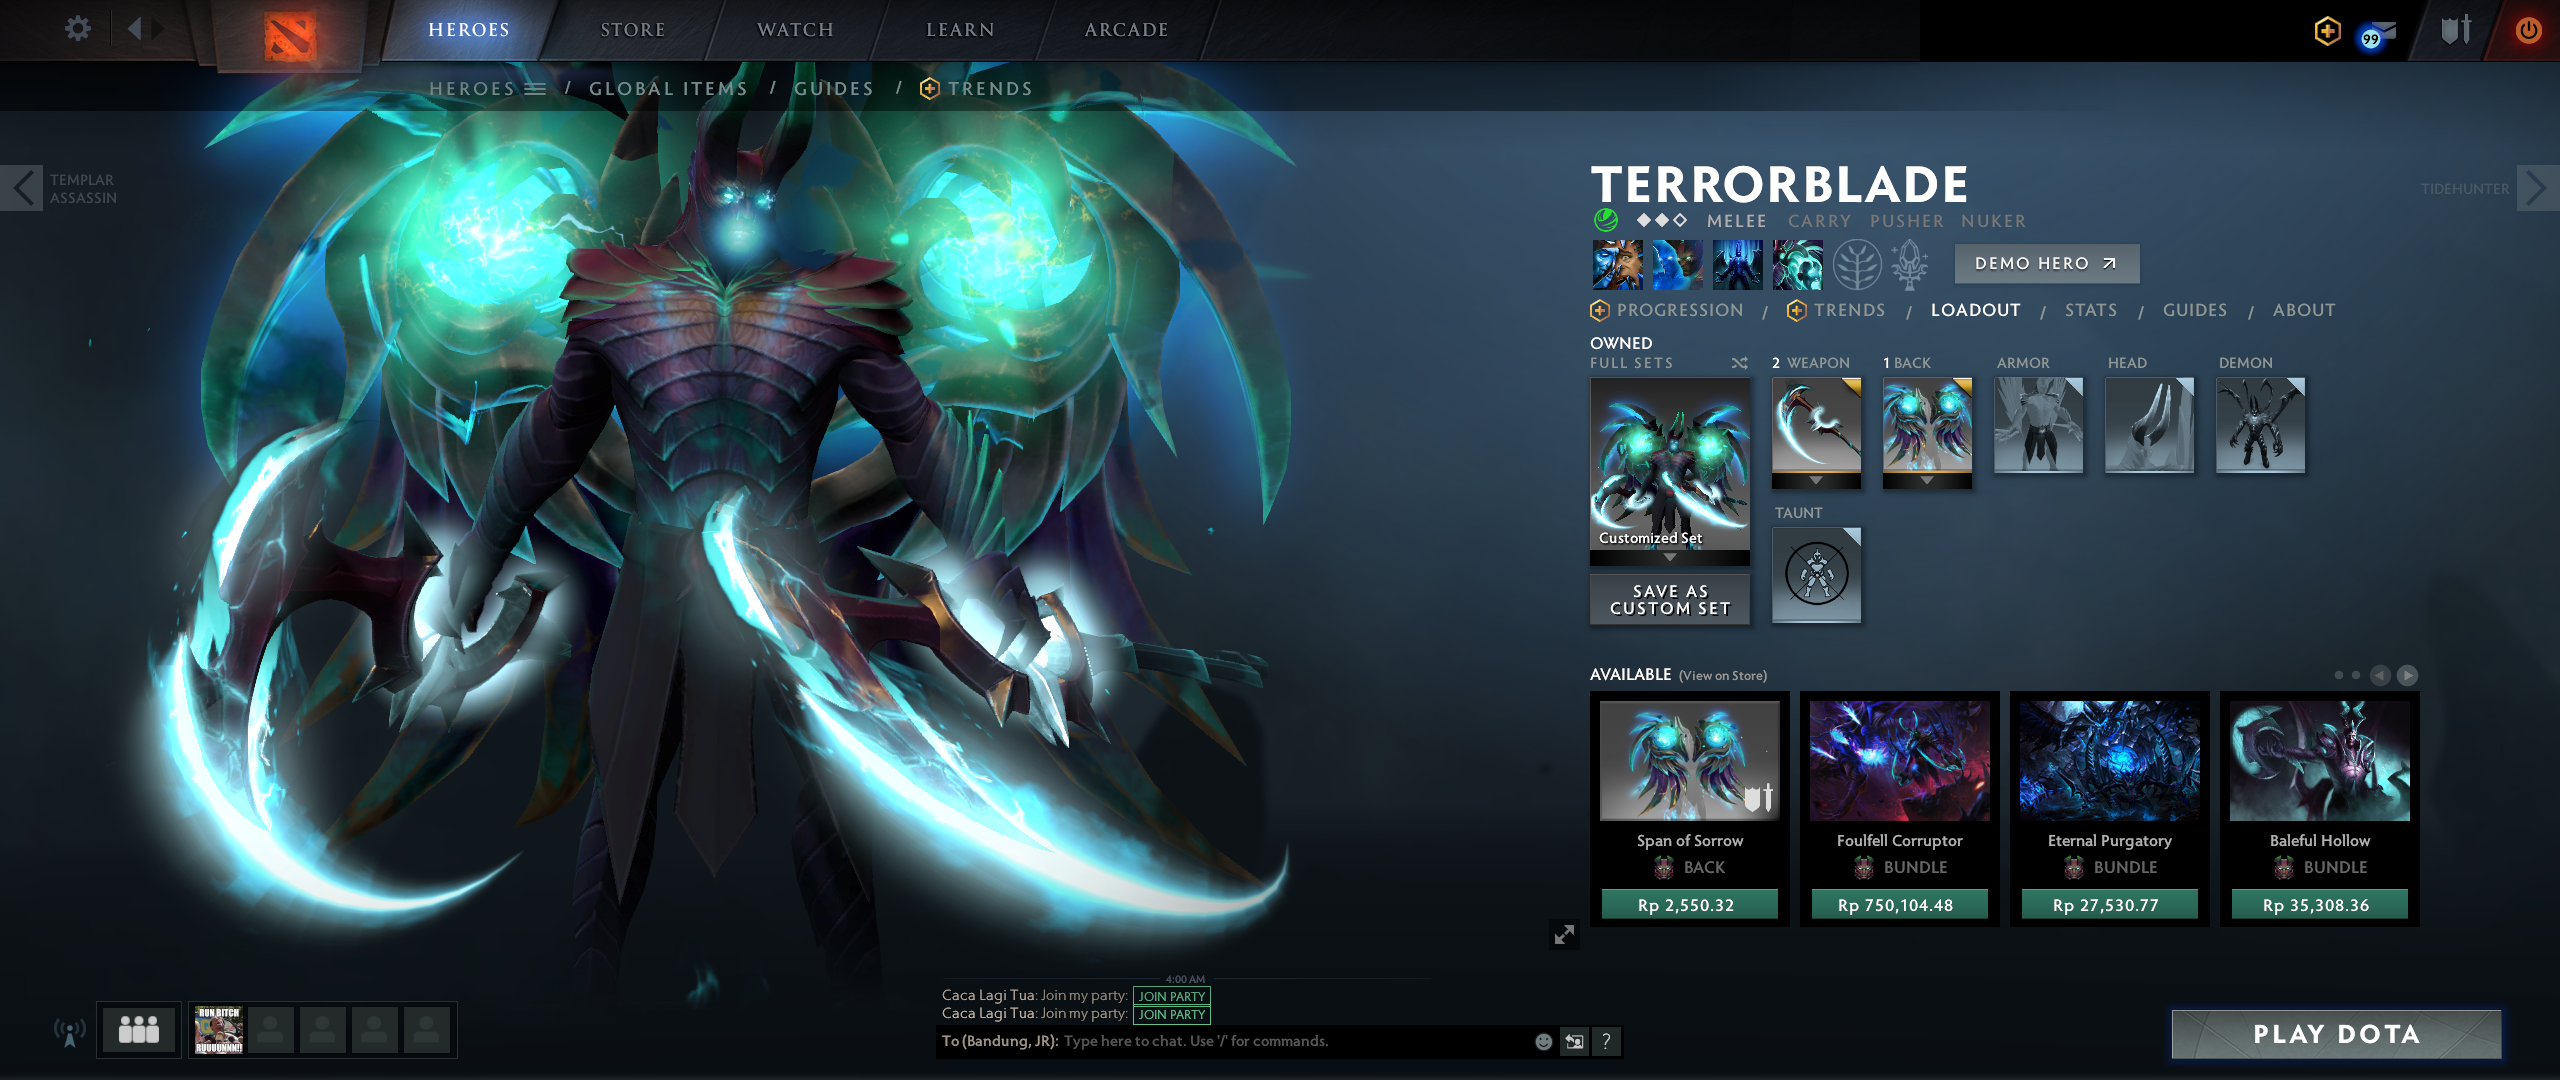 HEROES
STORE
WATCH
LEARN
ARCADE
99
HEROES / GLOBAL ITEMS / GUIDES / TRENDS
TEMPLAR
ASSASSIN
TIDEHUNTER
TERRORBLADE
MELEE CARRY PUSHER NUKER
DEMO HERO
PROGRESSION / TRENDS / LOADOUT / STATS / GUIDES / ABOUT
OWNED
FULL SETS
2 WEAPON
1 BACK
ARMOR
HEAD
DEMON
Customized Set
TAUNT
SAVE AS
CUSTOM SET
AVAILABLE (View on Store)
Span of Sorrow
BACK
Rp 2,550.32
Foulfell Corruptor
BUNDLE
Rp 750,104.48
Eternal Purgatory
BUNDLE
Rp 27,530.77
Baleful Hollow
BUNDLE
Rp 35,308.36
4:00 AM
Caca Lagi Tua: Join my party: JOIN PARTY
Caca Lagi Tua: Join my party: JOIN PARTY
To (Bandung, JR): Type here to chat. Use '/' for commands.
?
RUN BITCH
RUUUUNNN!!
PLAY DOTA